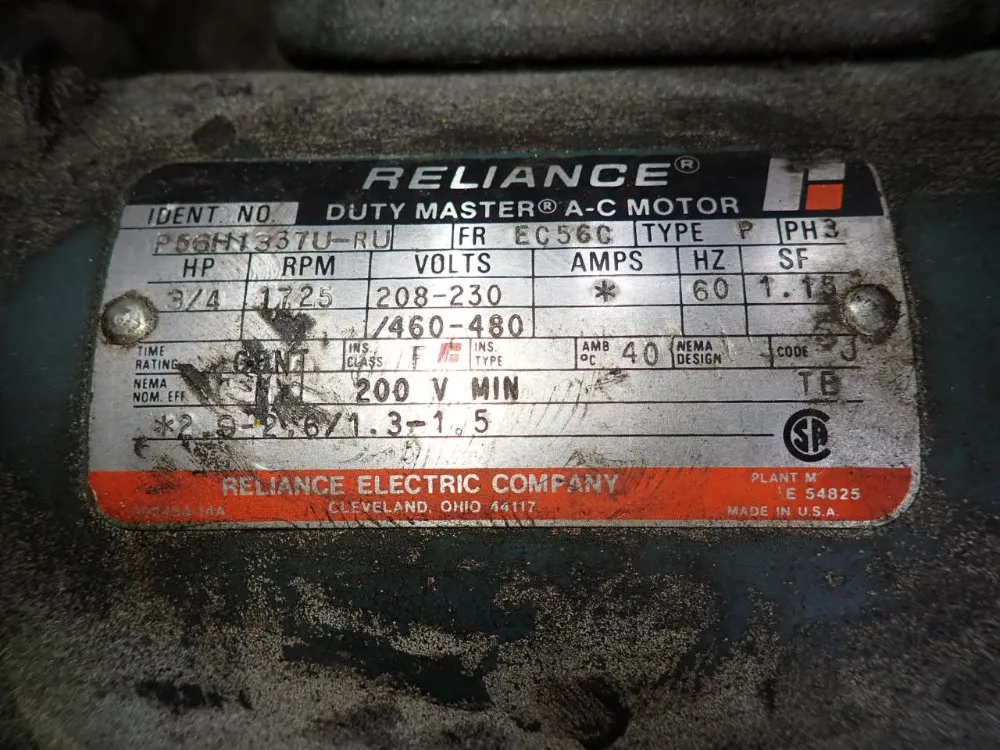 RELIANCE®
DUTY MASTER® A-C MOTOR
IDENT. NO.
P56H1337U-RU FR EC56C TYPE P PH3
HP RPM VOLTS AMPS HZ SF
3/4 1725 208-230 * 60 1.15
/460-480
TIME RATING INS. CLASS F INS. TYPE AMB °C 40 NEMA DESIGN CODE J
NEMA NOM. EFF. 200 V MIN TB
*2.9-2.6/1.3-1.5
SA
RELIANCE ELECTRIC COMPANY
CLEVELAND, OHIO 44117
PLANT M
E 54825
MADE IN U.S.A.